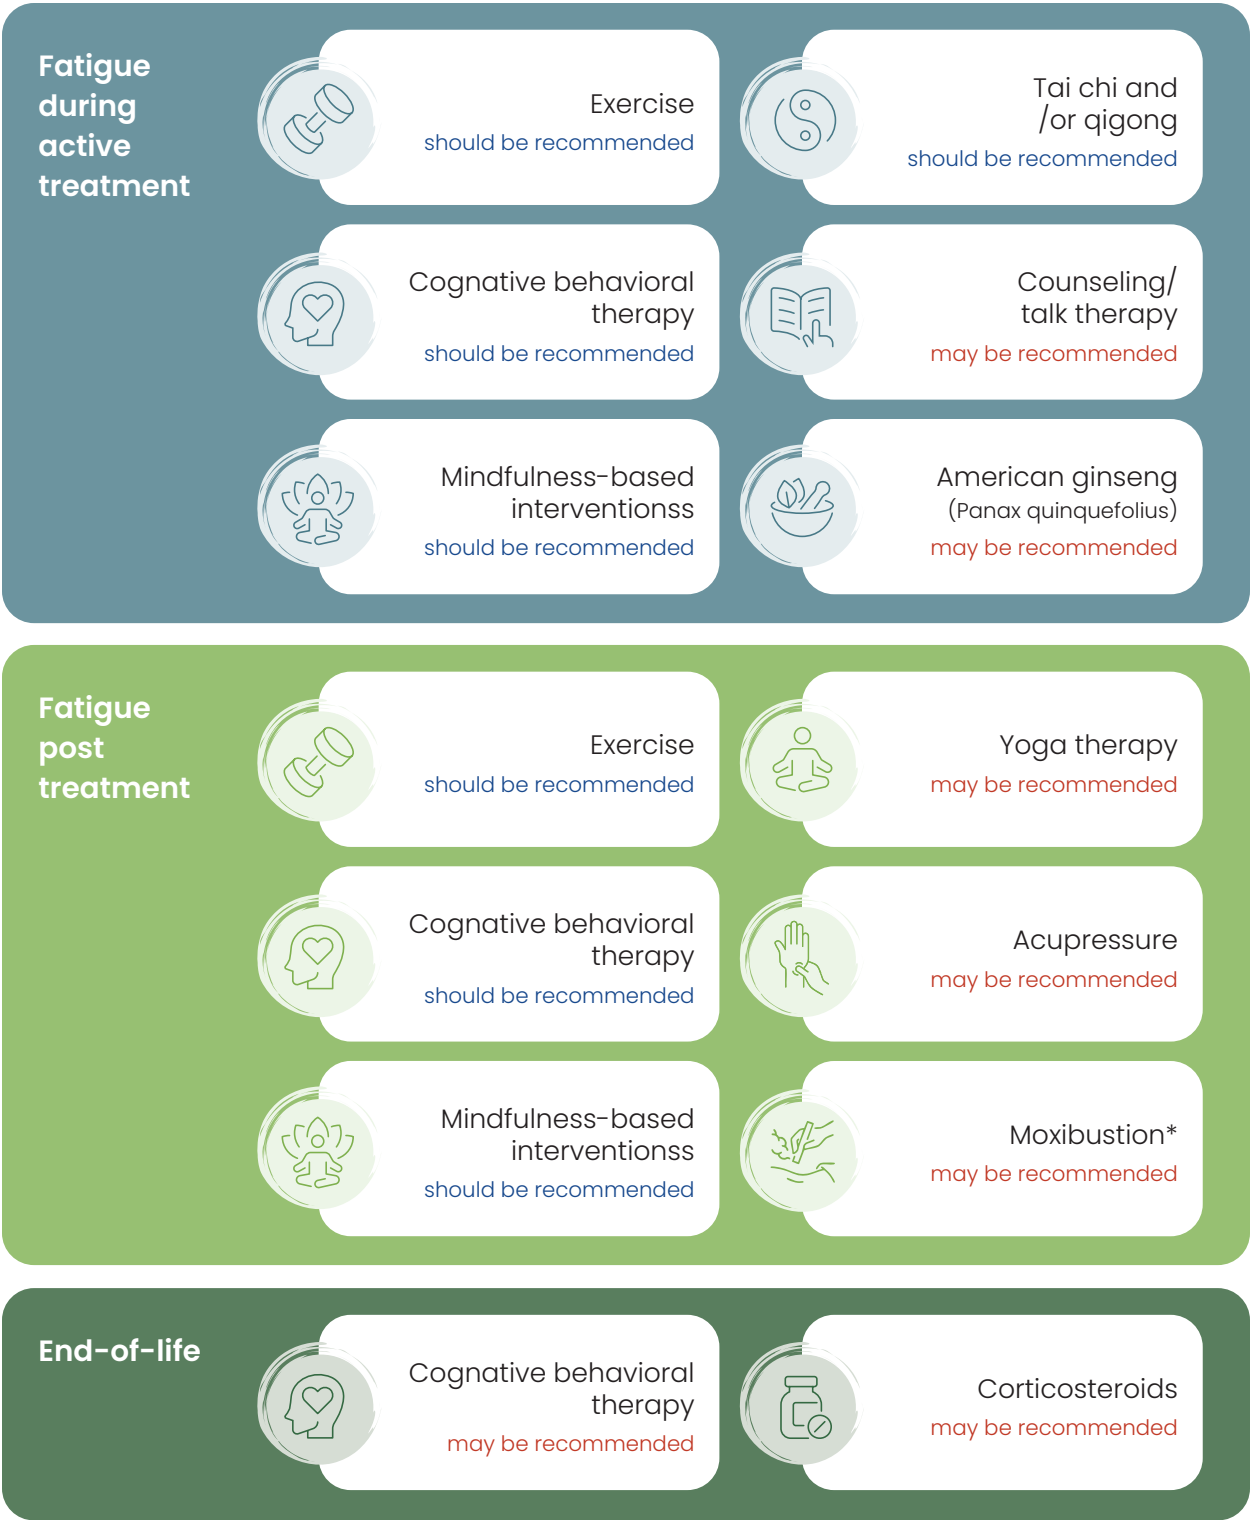 Fatigue
during
active
treatment
Exercise
should be recommended
Tai chi and
/or qigong
should be recommended
Cognative behavioral
therapy
should be recommended
Counseling/
talk therapy
may be recommended
Mindfulness-based
interventionss
should be recommended
American ginseng
(Panax quinquefolius)
may be recommended
Fatigue
post
treatment
Exercise
should be recommended
Yoga therapy
may be recommended
Cognative behavioral
therapy
should be recommended
Acupressure
may be recommended
Mindfulness-based
interventionss
should be recommended
Moxibustion*
may be recommended
End-of-life
Cognative behavioral
therapy
may be recommended
Corticosteroids
may be recommended